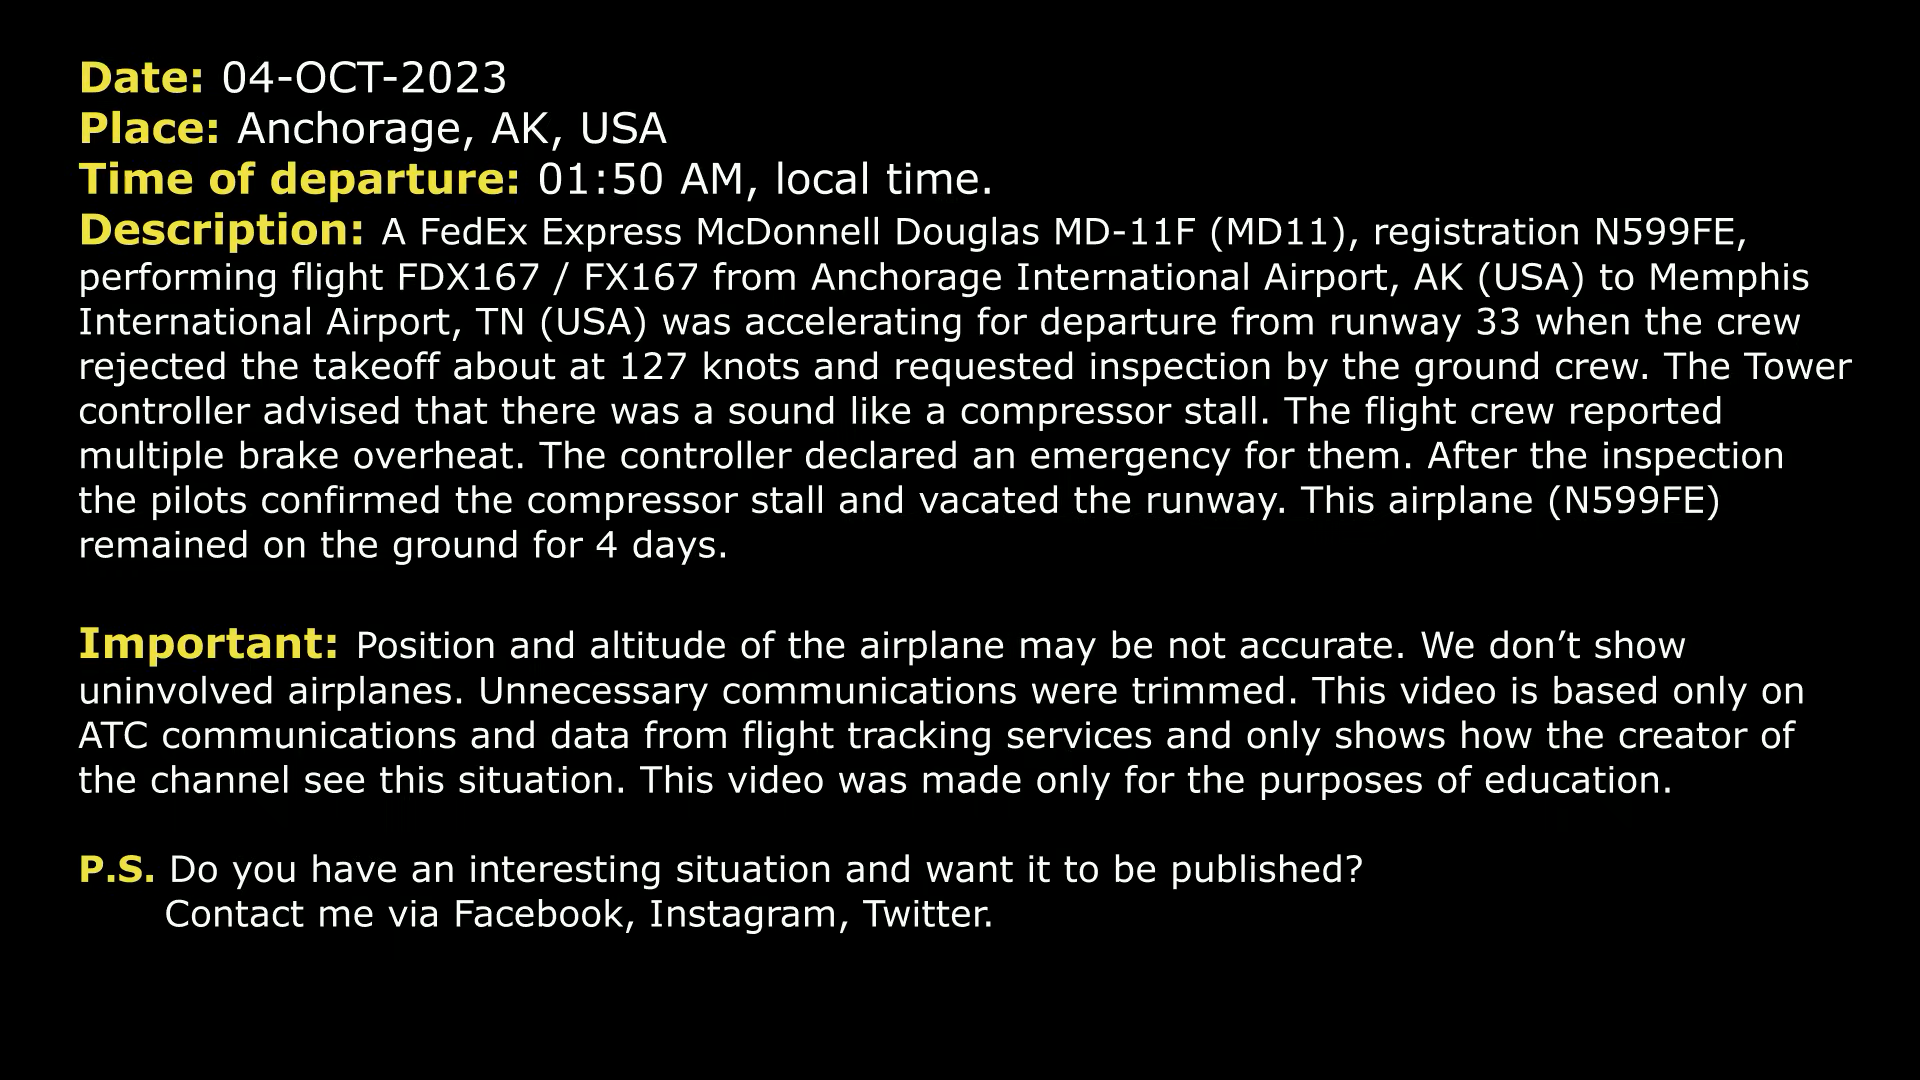 Date: 04-OCT-2023
Place: Anchorage, AK, USA
Time of departure: 01:50 AM, local time.
Description: A FedEx Express McDonnell Douglas MD-11F (MD11), registration N599FE,
performing flight FDX167 / FX167 from Anchorage International Airport, AK (USA) to Memphis
International Airport, TN (USA) was accelerating for departure from runway 33 when the crew
rejected the takeoff about at 127 knots and requested inspection by the ground crew. The Tower
controller advised that there was a sound like a compressor stall. The flight crew reported
multiple brake overheat. The controller declared an emergency for them. After the inspection
the pilots confirmed the compressor stall and vacated the runway. This airplane (N599FE)
remained on the ground for 4 days.
Important: Position and altitude of the airplane may be not accurate. We don’t show
uninvolved airplanes. Unnecessary communications were trimmed. This video is based only on
ATC communications and data from flight tracking services and only shows how the creator of
the channel see this situation. This video was made only for the purposes of education.
P.S. Do you have an interesting situation and want it to be published?
Contact me via Facebook, Instagram, Twitter.